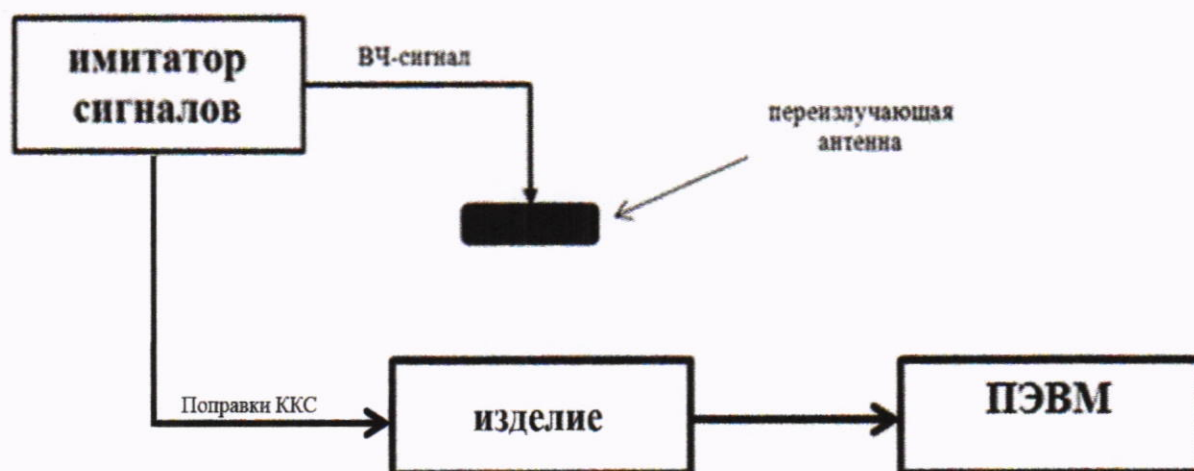 имитатор
сигналов
ВЧ-сигнал
переизлучающая
антенна
Поправки ККС
изделие
ПЭВМ